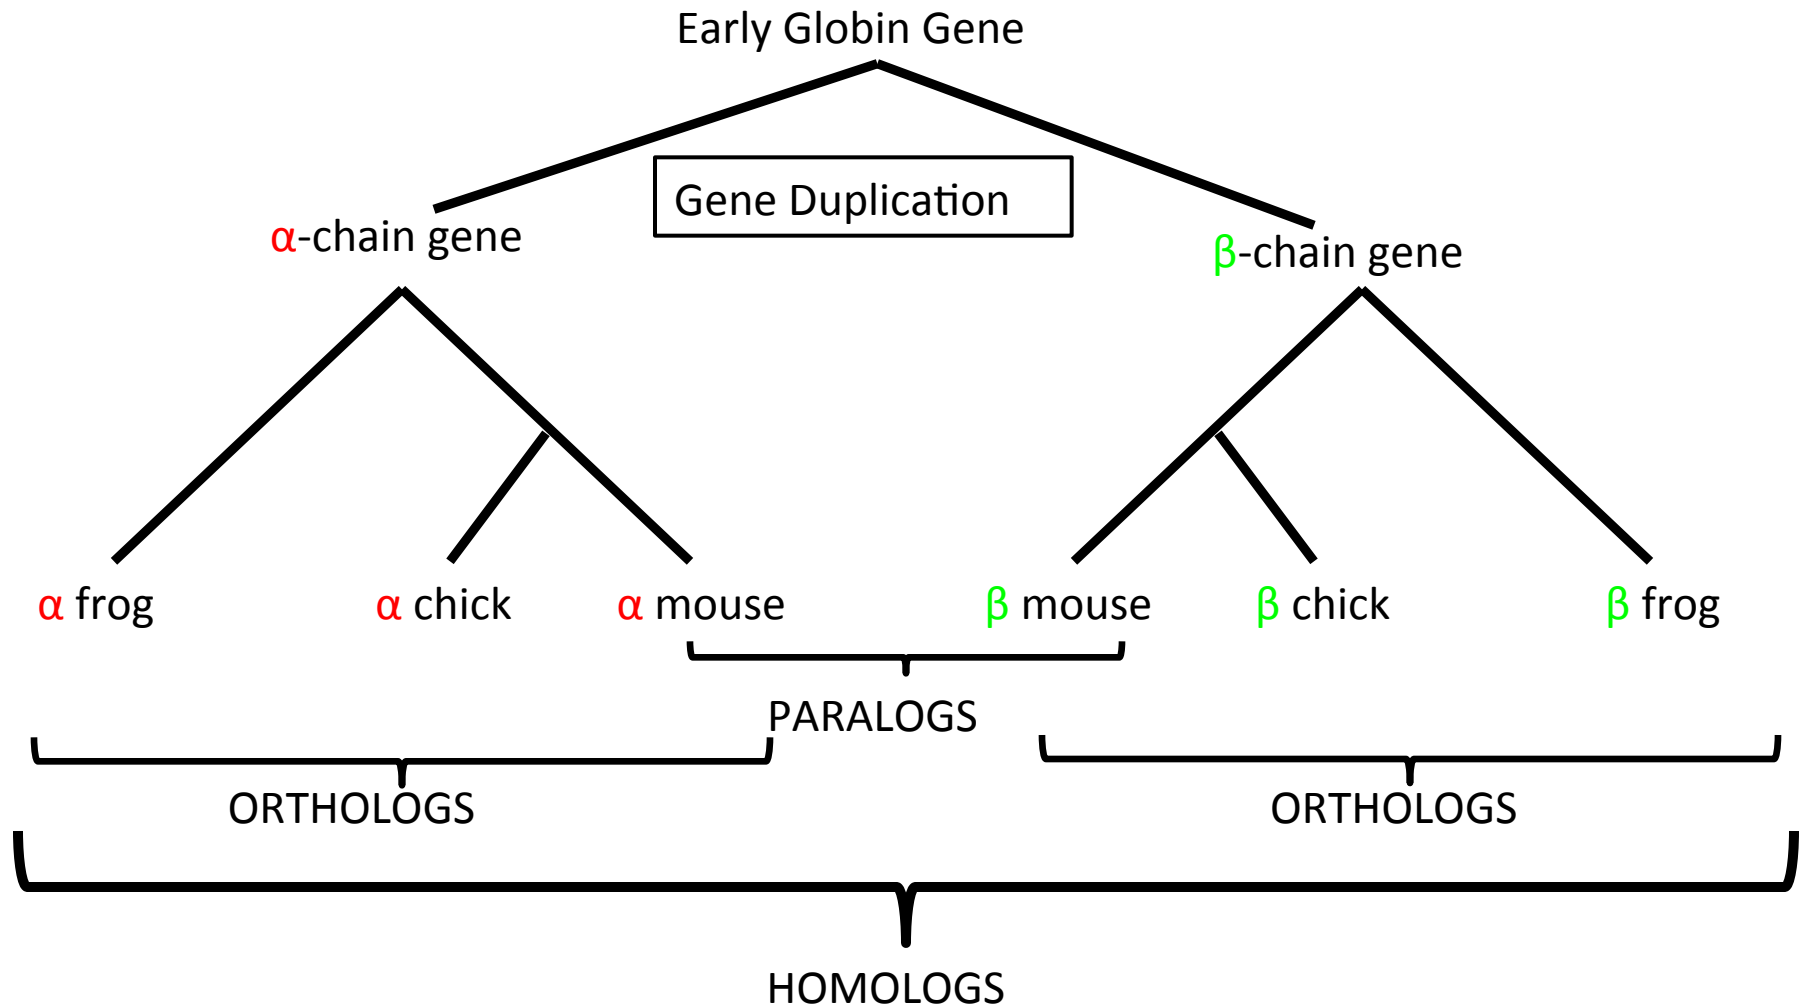 Early Globin Gene
Gene Duplication
α-chain gene
β-chain gene
α frog
α chick
α mouse
β mouse
β chick
β frog
PARALOGS
ORTHOLOGS
ORTHOLOGS
HOMOLOGS